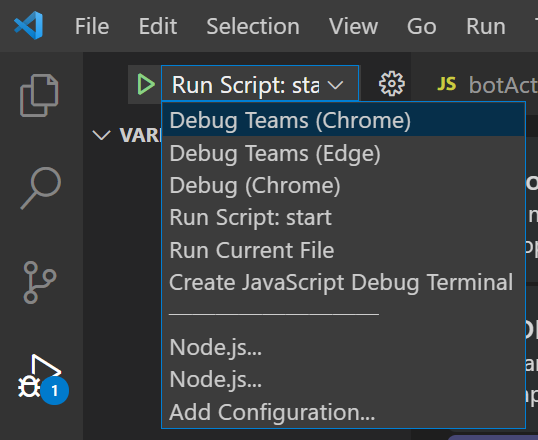 File Edit Selection View Go Run
Run Script: sta
JS botAct
VARI
Debug Teams (Chrome)
Debug Teams (Edge)
Debug (Chrome)
Run Script: start
Run Current File
Create JavaScript Debug Terminal
Node.js...
Node.js...
Add Configuration...
1